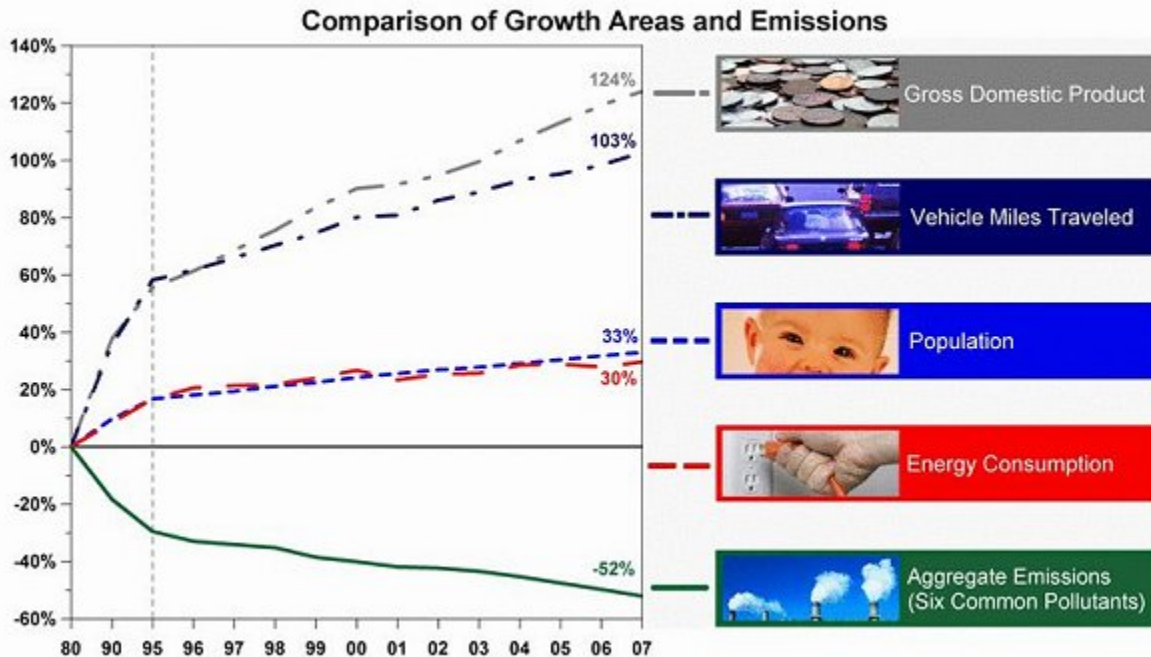 Comparison of Growth Areas and Emissions
140%
120%
100%
80%
60%
40%
20%
0%
-20%
-40%
-60%
80 90 95 96 97 98 99 00 01 02 03 04 05 06 07
124%
103%
33%
30%
-52%
Gross Domestic Product
Vehicle Miles Traveled
Population
Energy Consumption
Aggregate Emissions
(Six Common Pollutants)